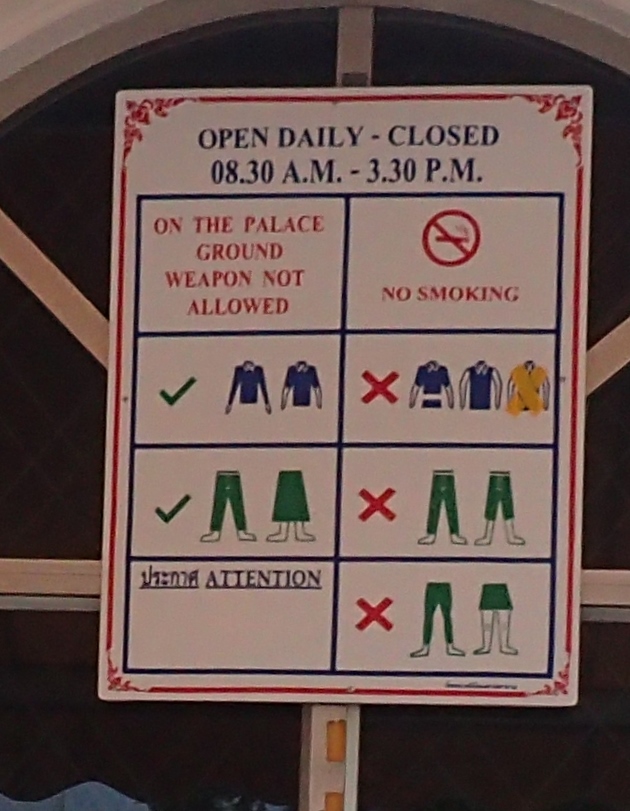 OPEN DAILY - CLOSED
08.30 A.M. - 3.30 P.M.
ON THE PALACE
GROUND
WEAPON NOT
ALLOWED
NO SMOKING
ประกาศ ATTENTION